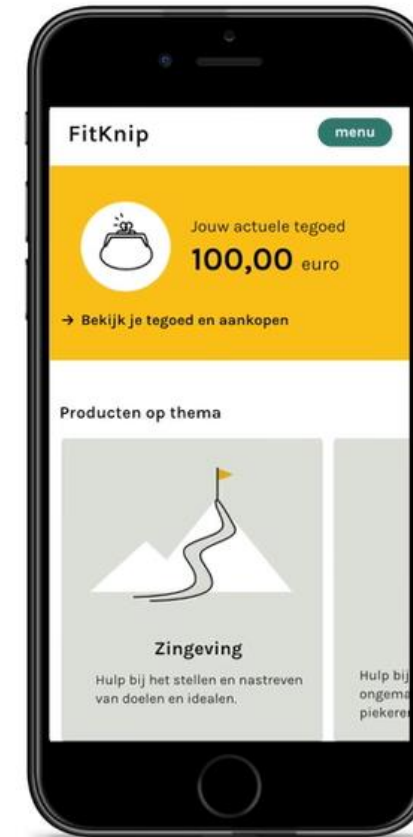 FitKnip
menu
Jouw actuele tegoed
100,00 euro
→ Bekijk je tegoed en aankopen
Producten op thema
Zingeving
Hulp bij het stellen en nastreven
van doelen en idealen.
Hulp bij